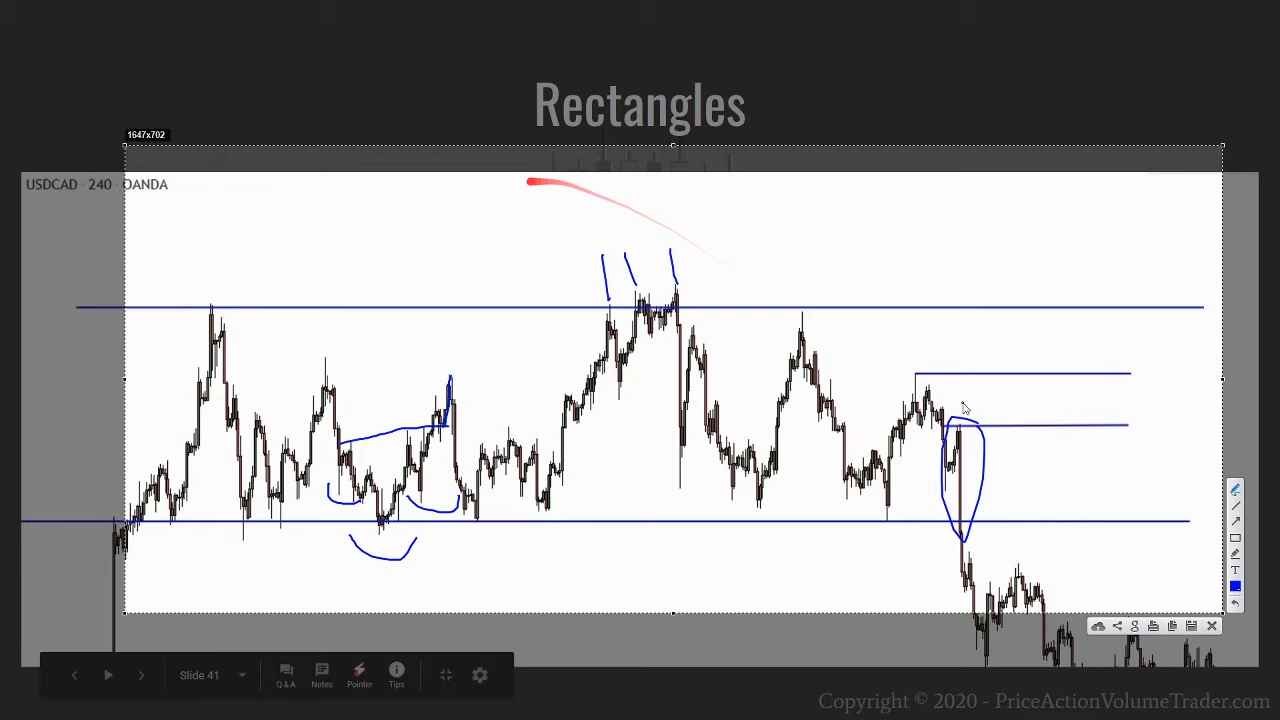 Rectangles
1647x702
USDCAD · 240 · OANDA
T
Slide 41
Q & A
Notes
Pointer
Tips
Copyright © 2020 - PriceActionVolumeTrader.com